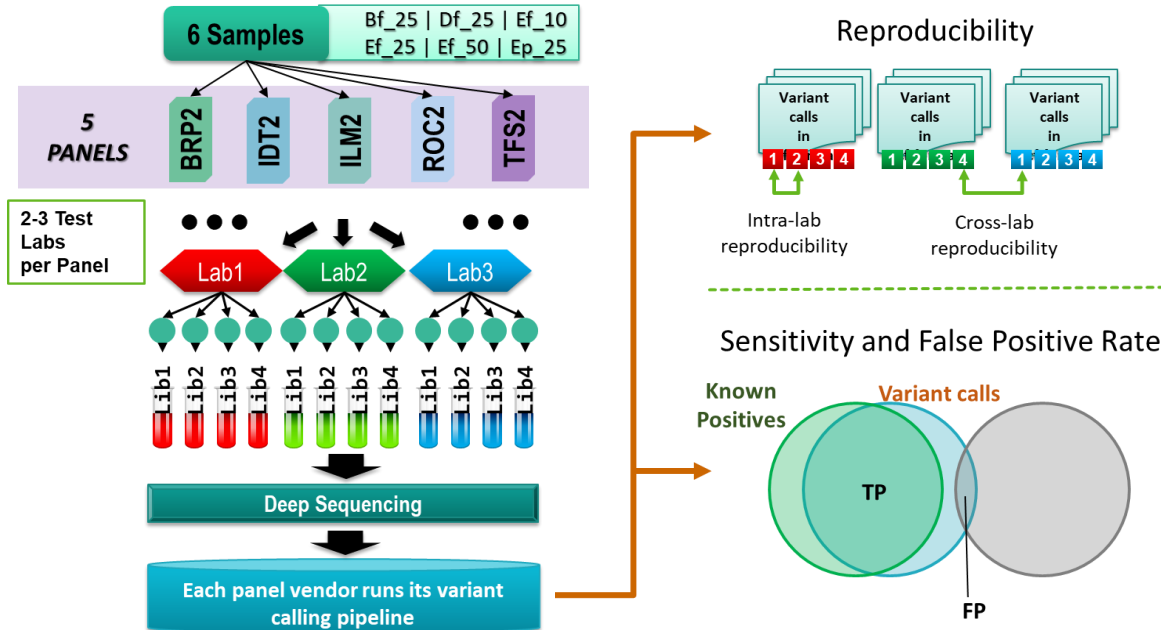 6 Samples
Bf_25 | Df_25 | Ef_10
Ef_25 | Ef_50 | Ep_25
5
PANELS
BRP2
IDT2
ILM2
ROC2
TFS2
2-3 Test
Labs
per Panel
Lab1
Lab2
Lab3
Lib1
Lib2
Lib3
Lib4
Lib1
Lib2
Lib3
Lib4
Lib1
Lib2
Lib3
Lib4
Deep Sequencing
Each panel vendor runs its variant
calling pipeline
Reproducibility
Variant
calls
in
Variant
calls
in
Variant
calls
in
1 2 3 4
1 2 3 4
1 2 3 4
Intra-lab
reproducibility
Cross-lab
reproducibility
Sensitivity and False Positive Rate
Known
Positives
Variant calls
TP
FP